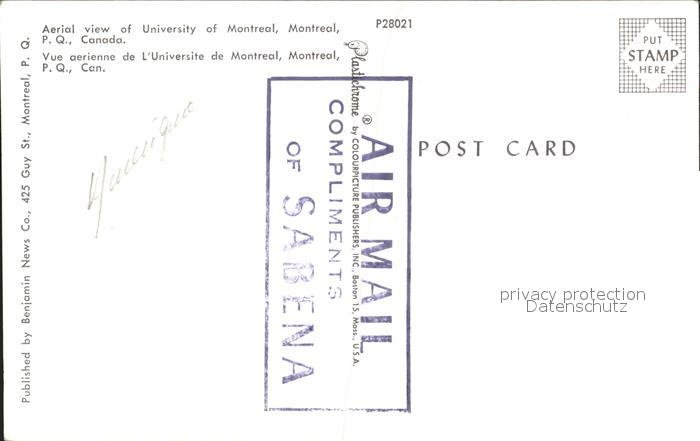 Aerial view of University of Montreal, Montreal,
P. Q., Canada.
Vue aerienne de L'Universite de Montreal, Montreal,
P. Q., Can.
P28021
PUT
STAMP
HERE
POST CARD
Plastichrome ® by COLOURPICTURE PUBLISHERS, INC., Boston 15, Mass., U.S.A.
AIR MAIL
COMPLIMENTS
OF SABENA
Published by Benjamin News Co., 425 Guy St., Montreal, P. Q.
privacy protection
Datenschutz